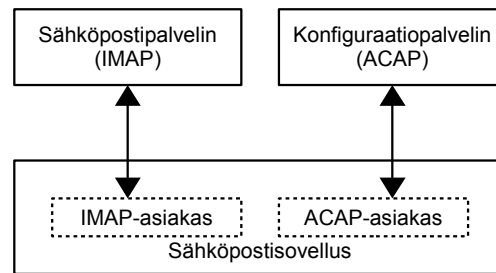 Sähköpostipalvelin
(IMAP)
Konfiguraatiopalvelin
(ACAP)
IMAP-asiakas
ACAP-asiakas
Sähköpostisovellus